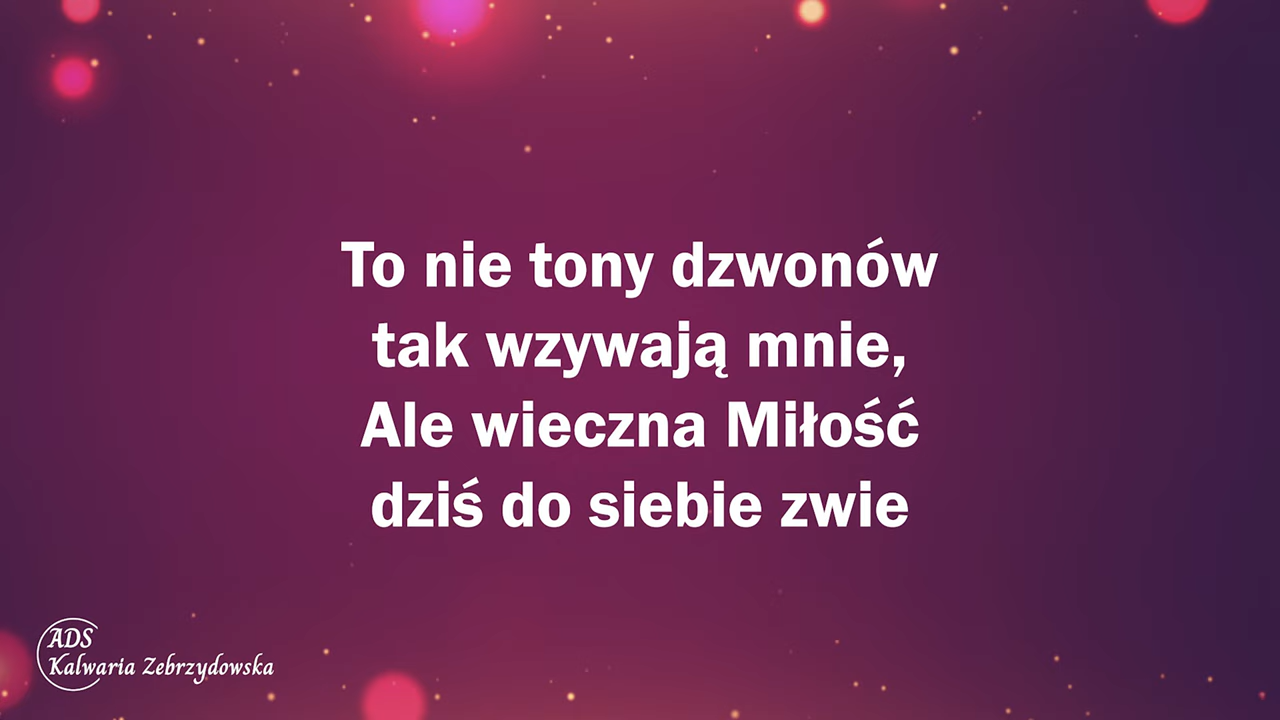 To nie tony dzwonów
tak wzywają mnie,
Ale wieczna Miłość
dziś do siebie zwie
ADS
Kalwaria Zebrzydowska